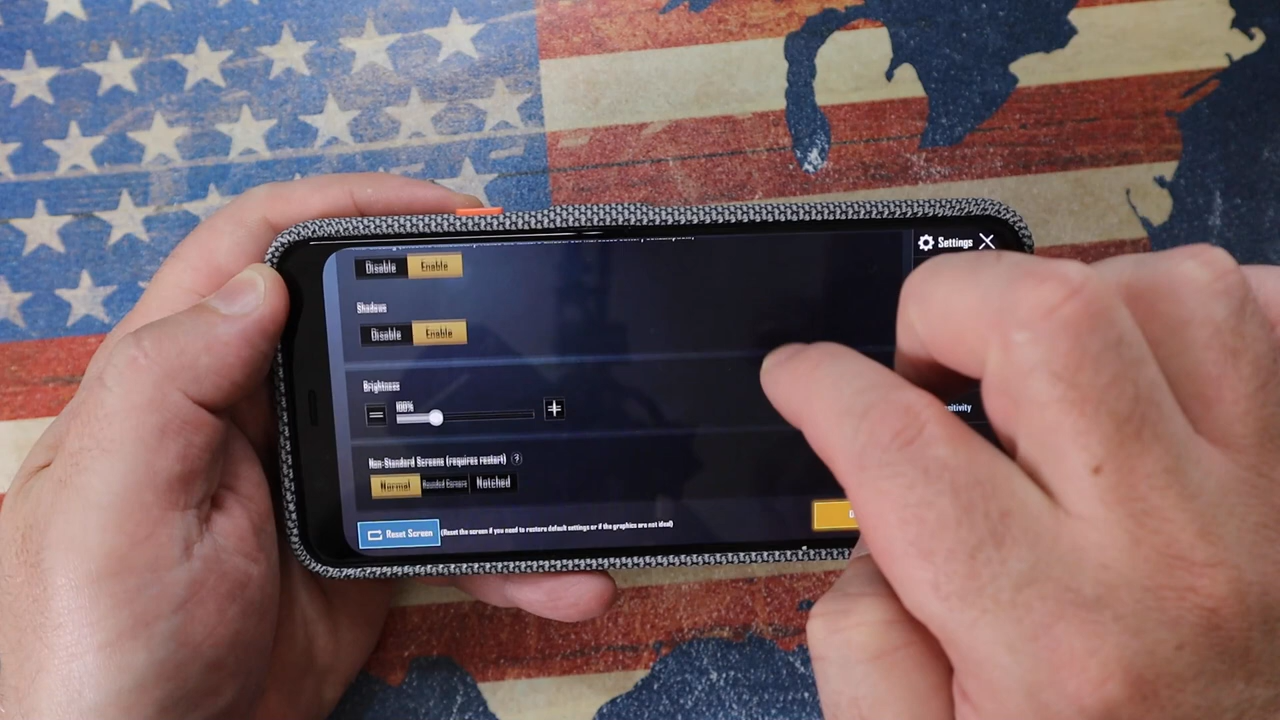 Settings
Disable Enable
Shadows
Disable Enable
Brightness
100%
Non-Standard Screens (requires restart) ?
Normal Rounded Corners Notched
Reset Screen (Reset the screen if you need to restore default settings or if the graphics are not ideal)